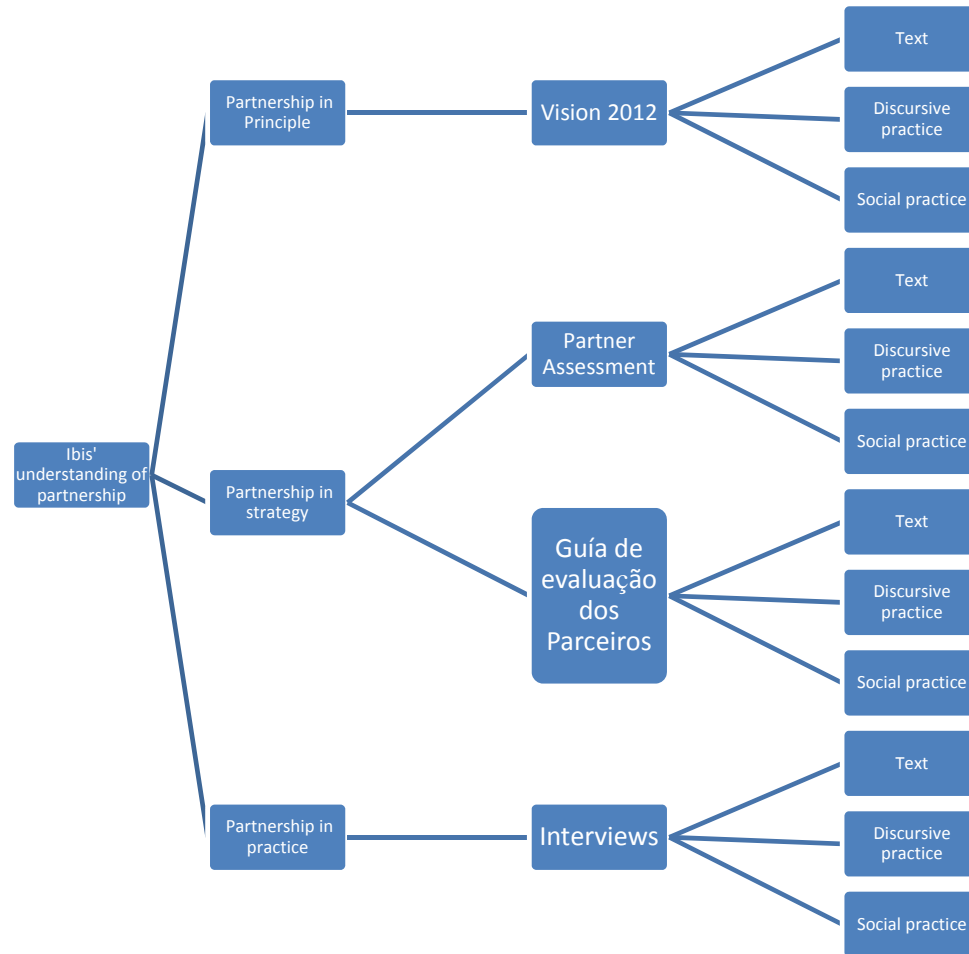 Ibis'
understanding of
partnership
Partnership in
Principle
Vision 2012
Text
Discursive
practice
Social practice
Partnership in
strategy
Partner
Assessment
Text
Discursive
practice
Social practice
Guía de
evaluação
dos
Parceiros
Text
Discursive
practice
Social practice
Partnership in
practice
Interviews
Text
Discursive
practice
Social practice